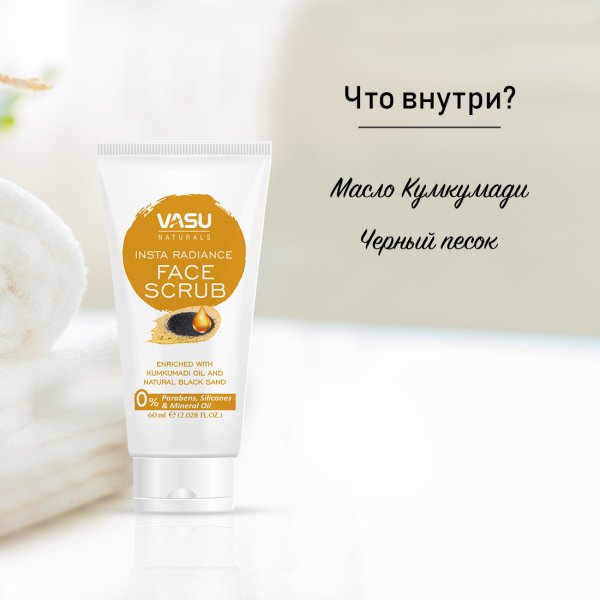 Что внутри?
Масло Кумкумади
Черный песок
VASU
NATURALS
INSTA RADIANCE
FACE
SCRUB
ENRICHED WITH
KUMKUMADI OIL AND
NATURAL BLACK SAND
0% Parabens, Silicones
& Mineral Oil
60 ml ℮ (2.028 FL.OZ.)